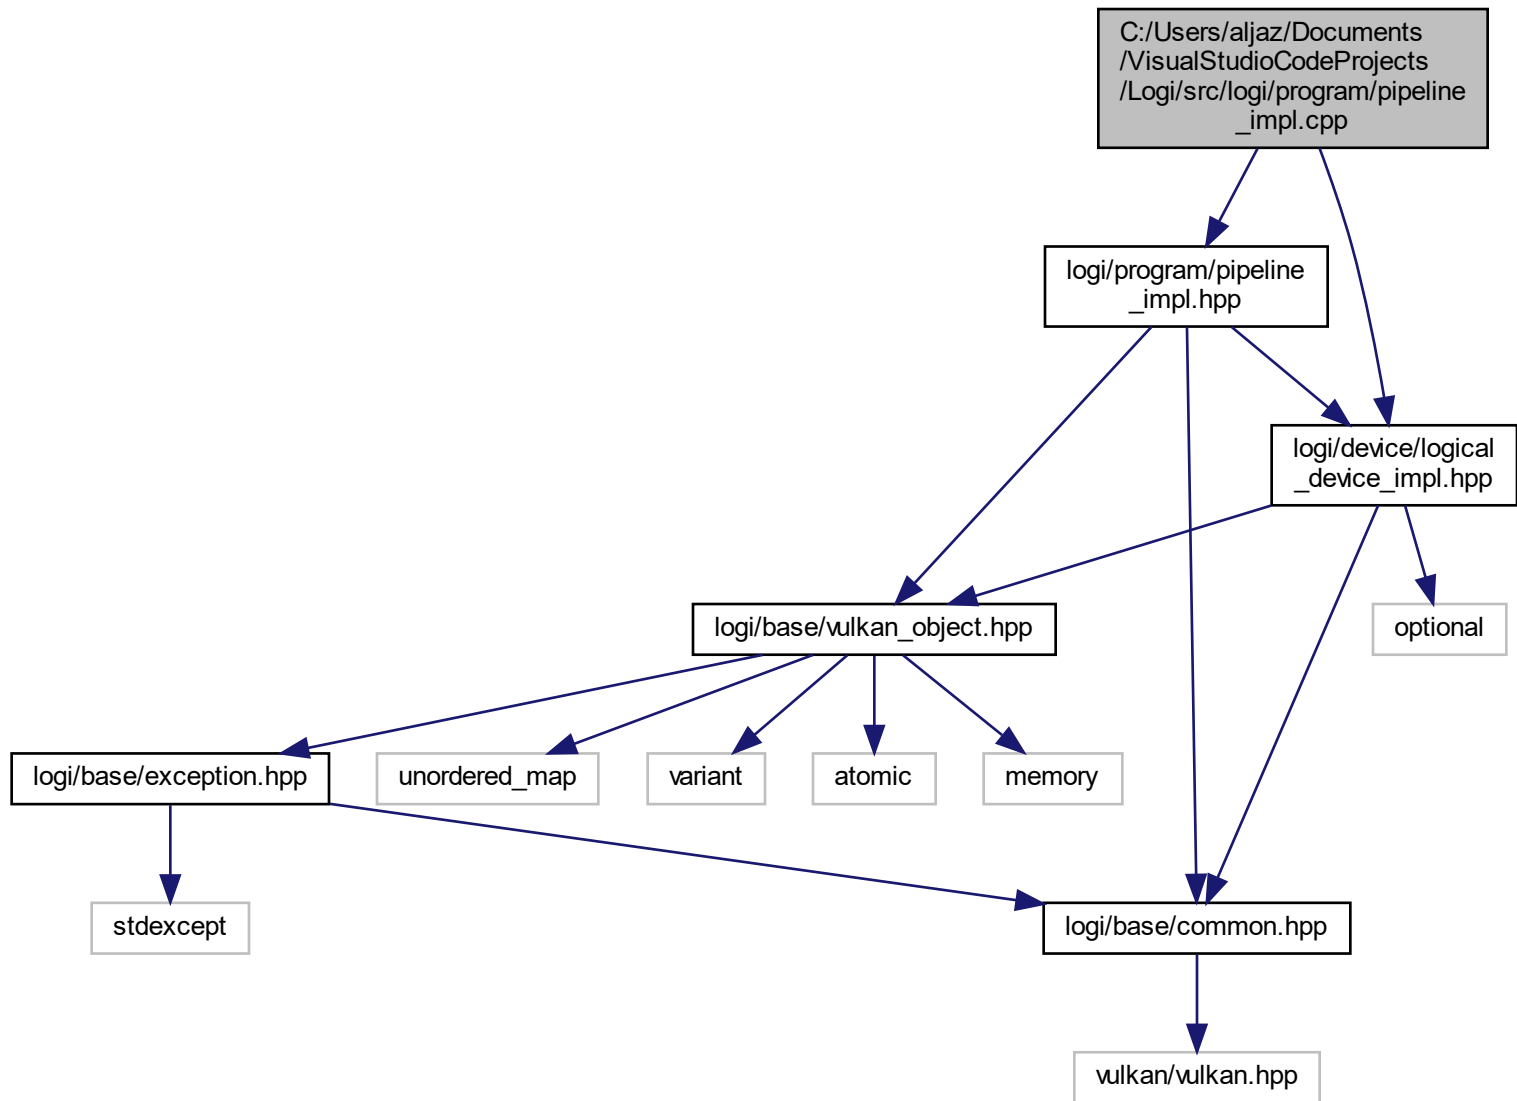 C:/Users/aljaz/Documents
/VisualStudioCodeProjects
/Logi/src/logi/program/pipeline
_impl.cpp
logi/program/pipeline
_impl.hpp
logi/device/logical
_device_impl.hpp
logi/base/vulkan_object.hpp
optional
logi/base/exception.hpp
unordered_map
variant
atomic
memory
stdexcept
logi/base/common.hpp
vulkan/vulkan.hpp